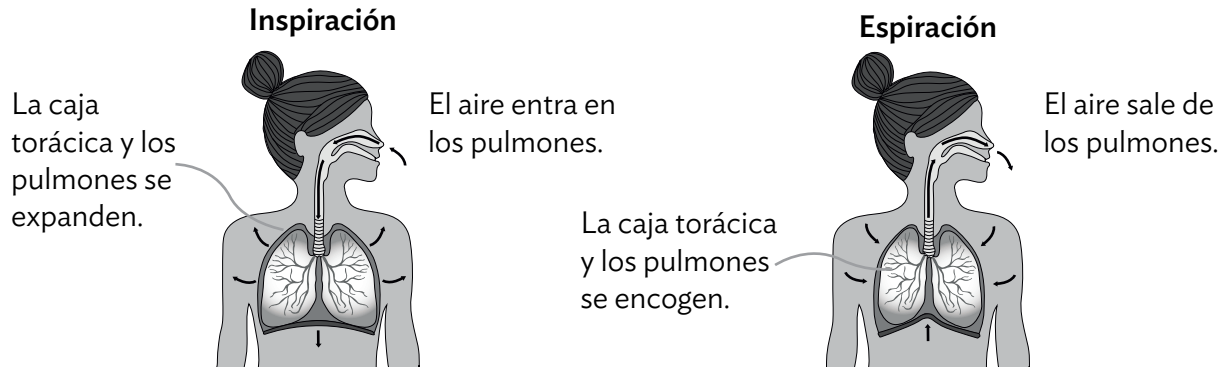 Inspiración
La caja
torácica y los
pulmones se
expanden.
El aire entra en
los pulmones.
Espiración
El aire sale de
los pulmones.
La caja torácica
y los pulmones
se encogen.